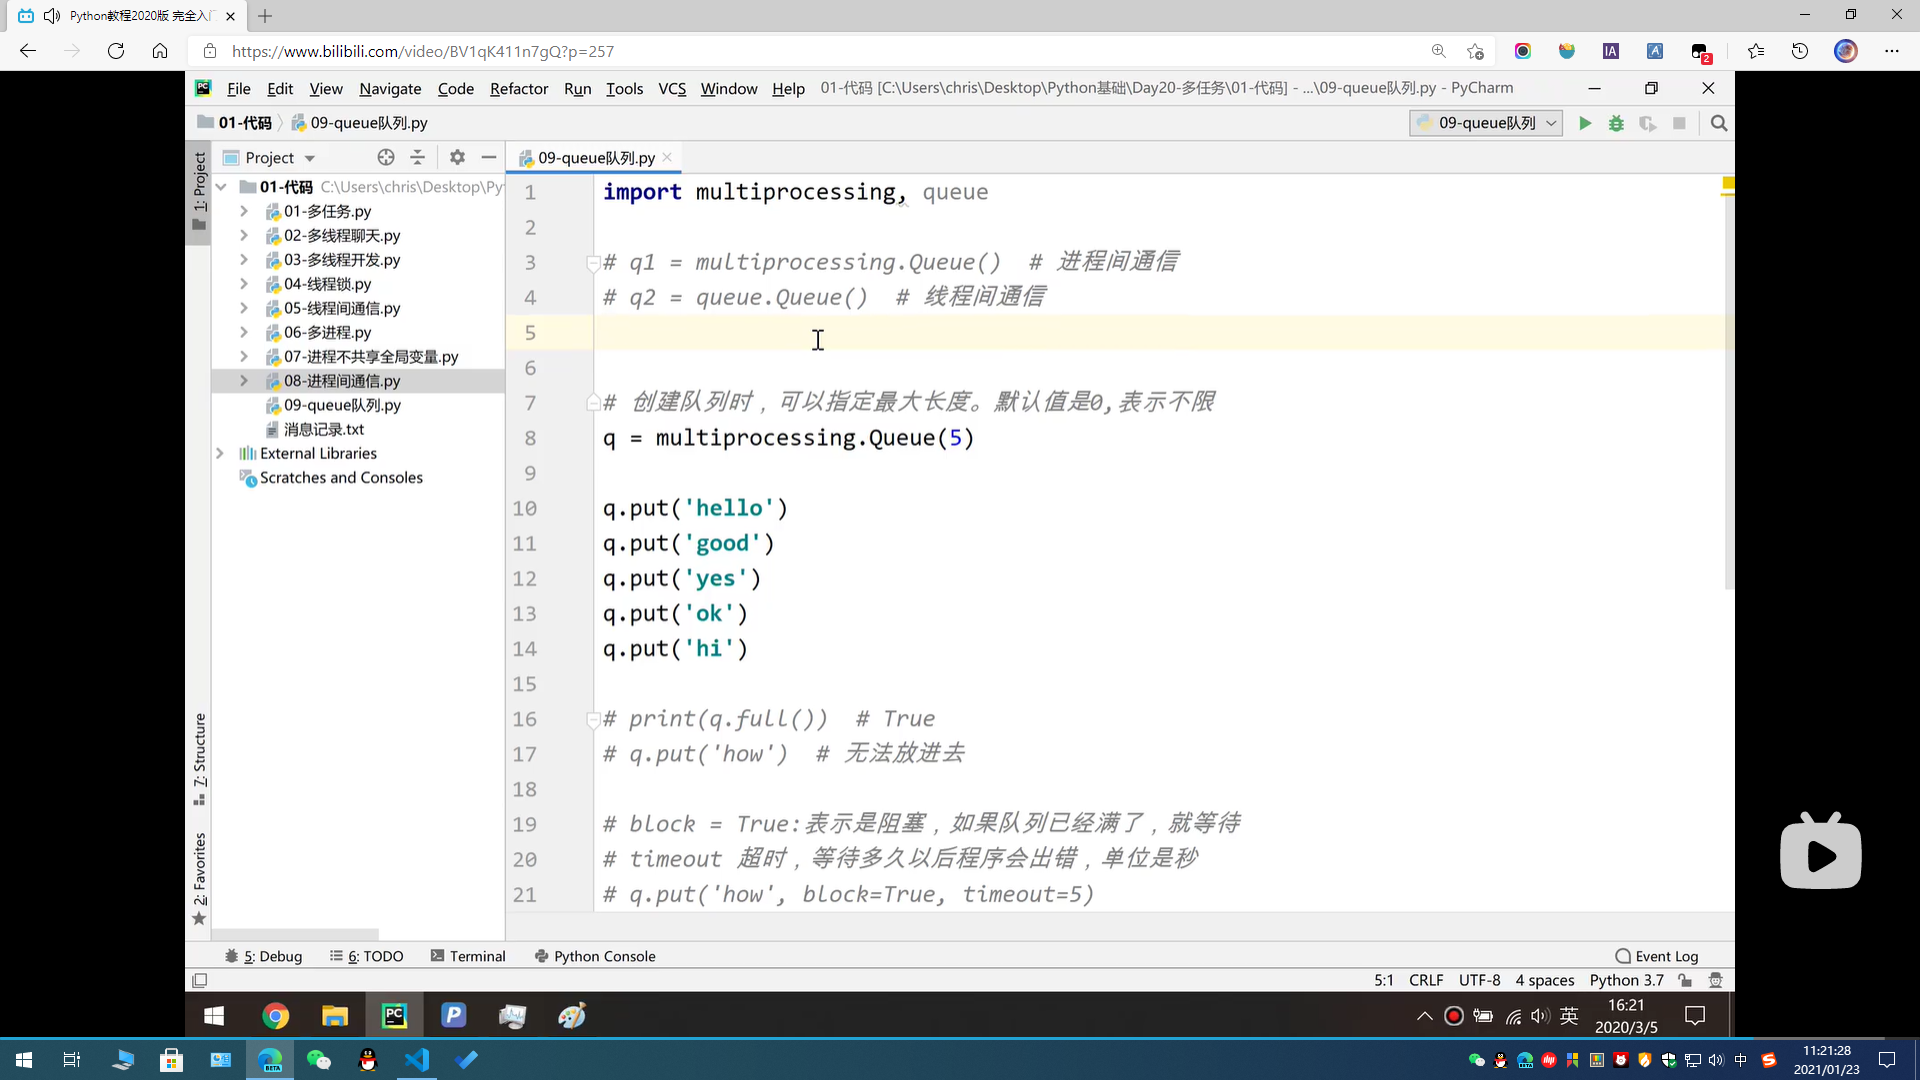 Python教程2020版 完全入门
https://www.bilibili.com/video/BV1qK411n7gQ?p=257
2
PC File Edit View Navigate Code Refactor Run Tools VCS Window Help 01-代码 [C:\Users\chris\Desktop\Python基础\Day20-多任务\01-代码] - ...\09-queue队列.py - PyCharm
01-代码 09-queue队列.py 09-queue队列
1: Project
Project
09-queue队列.py
01-代码 C:\Users\chris\Desktop\Py
01-多任务.py
02-多线程聊天.py
03-多线程开发.py
04-线程锁.py
05-线程间通信.py
06-多进程.py
07-进程不共享全局变量.py
08-进程间通信.py
09-queue队列.py
消息记录.txt
External Libraries
Scratches and Consoles
7: Structure
2: Favorites
1 import multiprocessing, queue
2
3 # q1 = multiprocessing.Queue()  # 进程间通信
4 # q2 = queue.Queue()  # 线程间通信
5
6
7 # 创建队列时，可以指定最大长度。默认值是0,表示不限
8 q = multiprocessing.Queue(5)
9
10 q.put('hello')
11 q.put('good')
12 q.put('yes')
13 q.put('ok')
14 q.put('hi')
15
16 # print(q.full())  # True
17 # q.put('how')  # 无法放进去
18
19 # block = True:表示是阻塞，如果队列已经满了，就等待
20 # timeout 超时，等待多久以后程序会出错，单位是秒
21 # q.put('how', block=True, timeout=5)
5: Debug 6: TODO Terminal Python Console Event Log
5:1 CRLF UTF-8 4 spaces Python 3.7
PC P 英
16:21
2020/3/5
BETA 中
11:21:28
2021/01/23